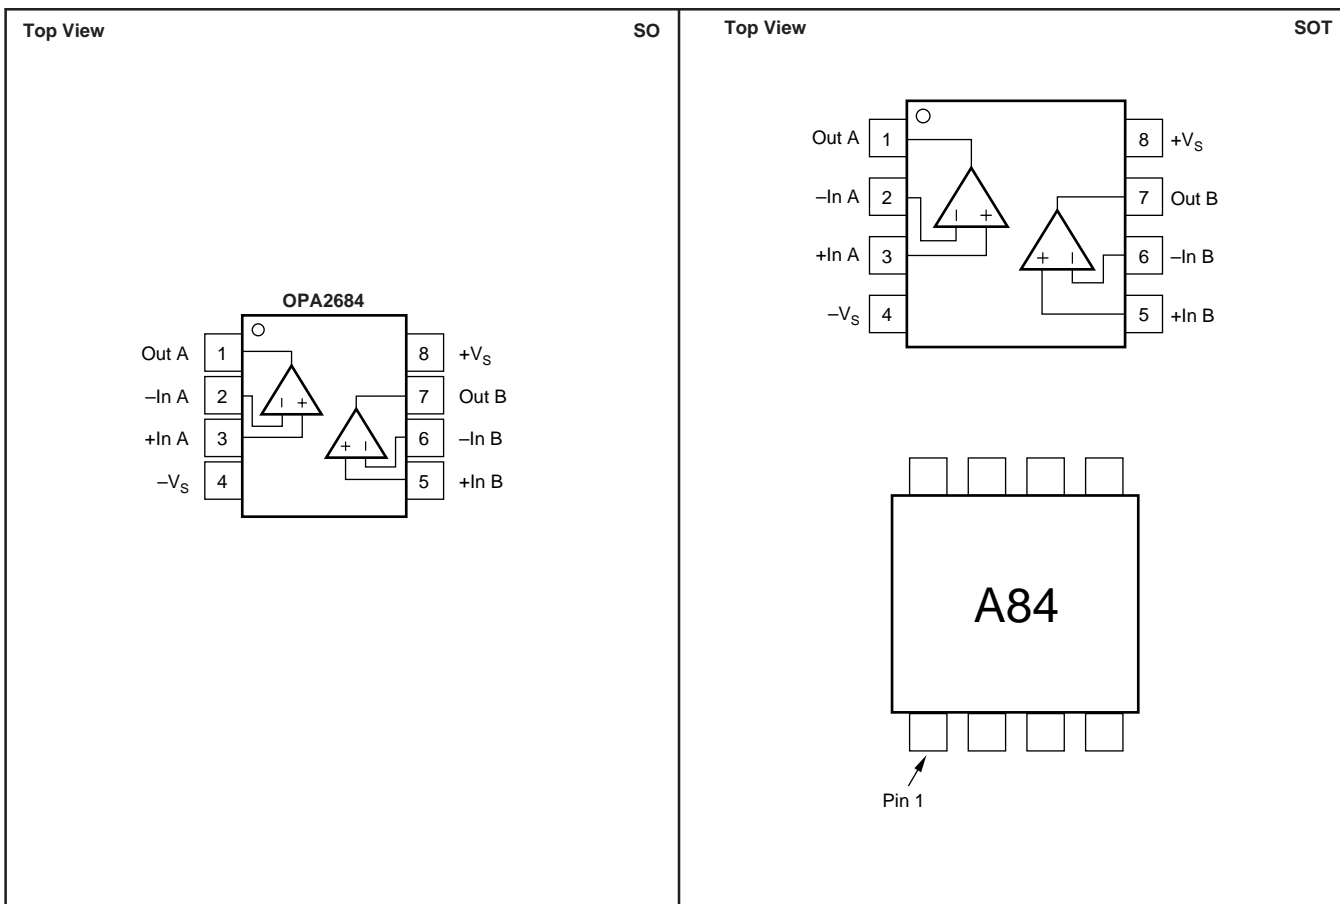 Top View SO
OPA2684
Out A 1 8 +VS
–In A 2 7 Out B
– +
+In A 3 6 –In B
+ –
–VS 4 5 +In B
Top View SOT
Out A 1 8 +VS
–In A 2 7 Out B
– +
+In A 3 6 –In B
+ –
–VS 4 5 +In B
A84
Pin 1